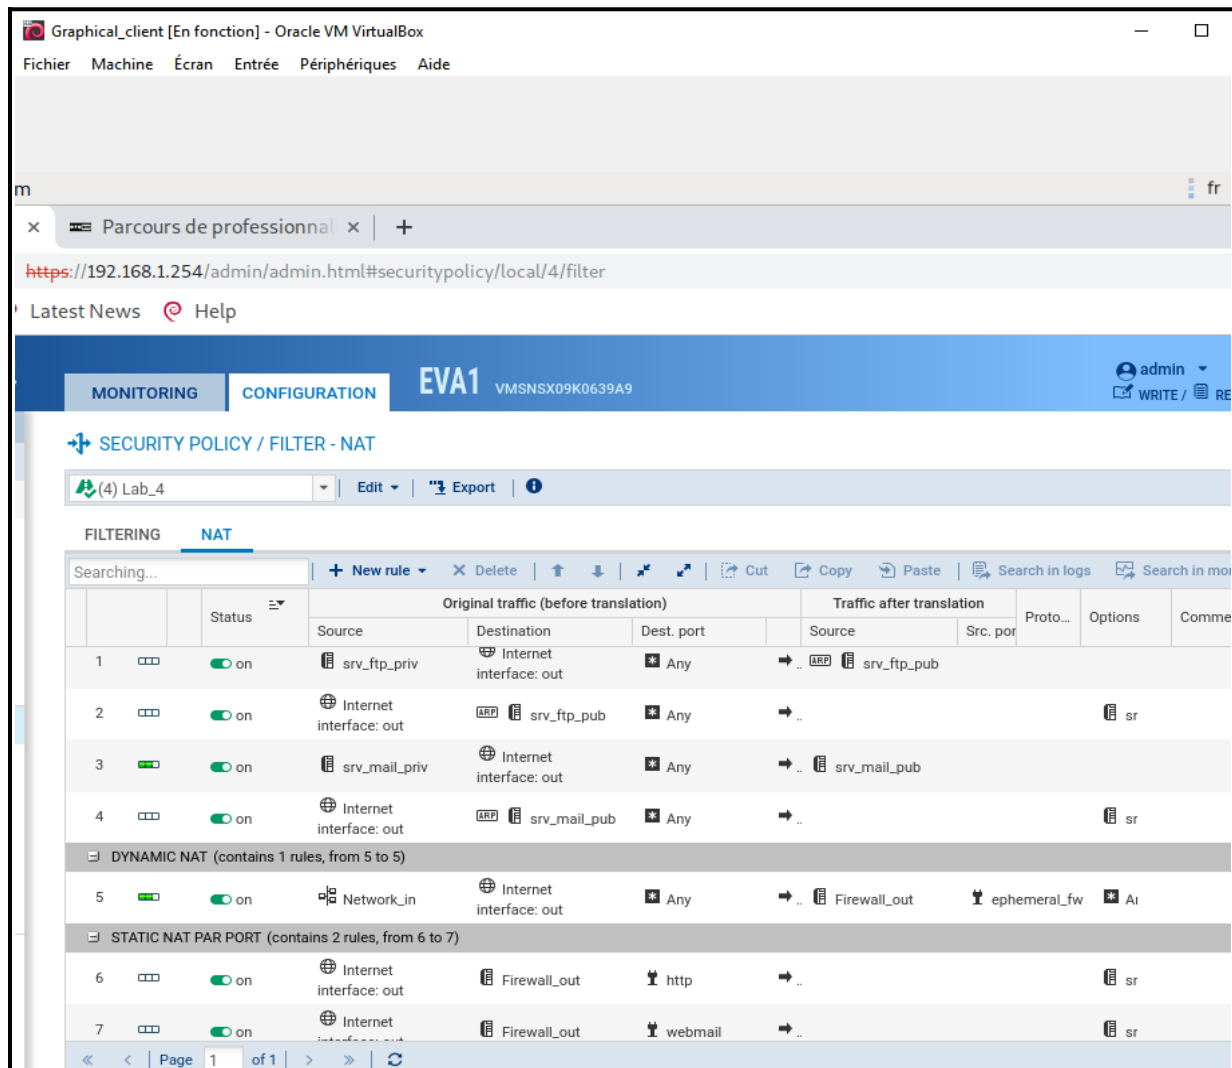 Graphical_client [En fonction] - Oracle VM VirtualBox
Fichier Machine Écran Entrée Périphériques Aide
m fr
Parcours de professionnal
https://192.168.1.254/admin/admin.html#securitypolicy/local/4/filter
Latest News Help
MONITORING CONFIGURATION EVA1 VMSNSX09K0639A9 admin
WRITE / RE
SECURITY POLICY / FILTER - NAT
(4) Lab_4 Edit Export
FILTERING NAT
Searching... New rule Delete Cut Copy Paste Search in logs Search in mor
Status Original traffic (before translation) Traffic after translation Proto... Options Comme
Source Destination Dest. port Source Src. por
1 on srv_ftp_priv Internet interface: out Any ARP srv_ftp_pub
2 on Internet interface: out ARP srv_ftp_pub Any sr
3 on srv_mail_priv Internet interface: out Any srv_mail_pub
4 on Internet interface: out ARP srv_mail_pub Any sr
DYNAMIC NAT (contains 1 rules, from 5 to 5)
5 on Network_in Internet interface: out Any Firewall_out ephemeral_fw
STATIC NAT PAR PORT (contains 2 rules, from 6 to 7)
6 on Internet interface: out Firewall_out http sr
7 on Internet Firewall_out webmail sr
Page 1 of 1